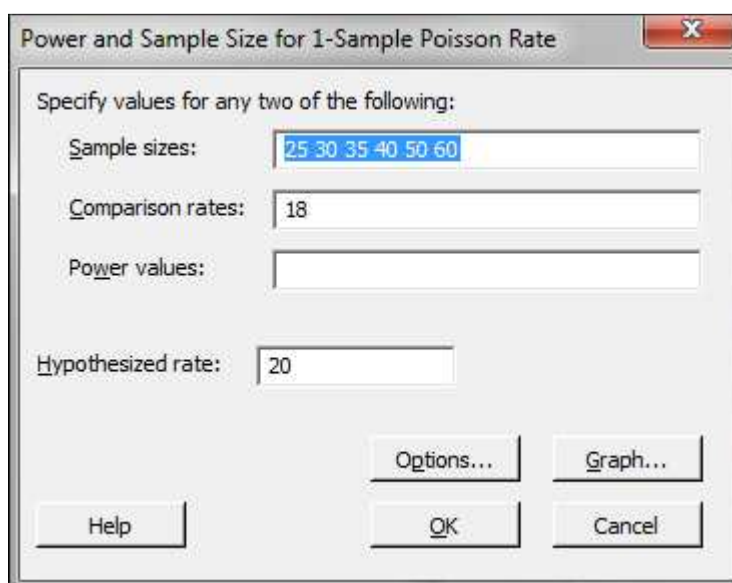 Power and Sample Size for 1-Sample Poisson Rate
Specify values for any two of the following:
Sample sizes: 25 30 35 40 50 60
Comparison rates: 18
Power values:
Hypothesized rate: 20
Options... Graph...
Help OK Cancel